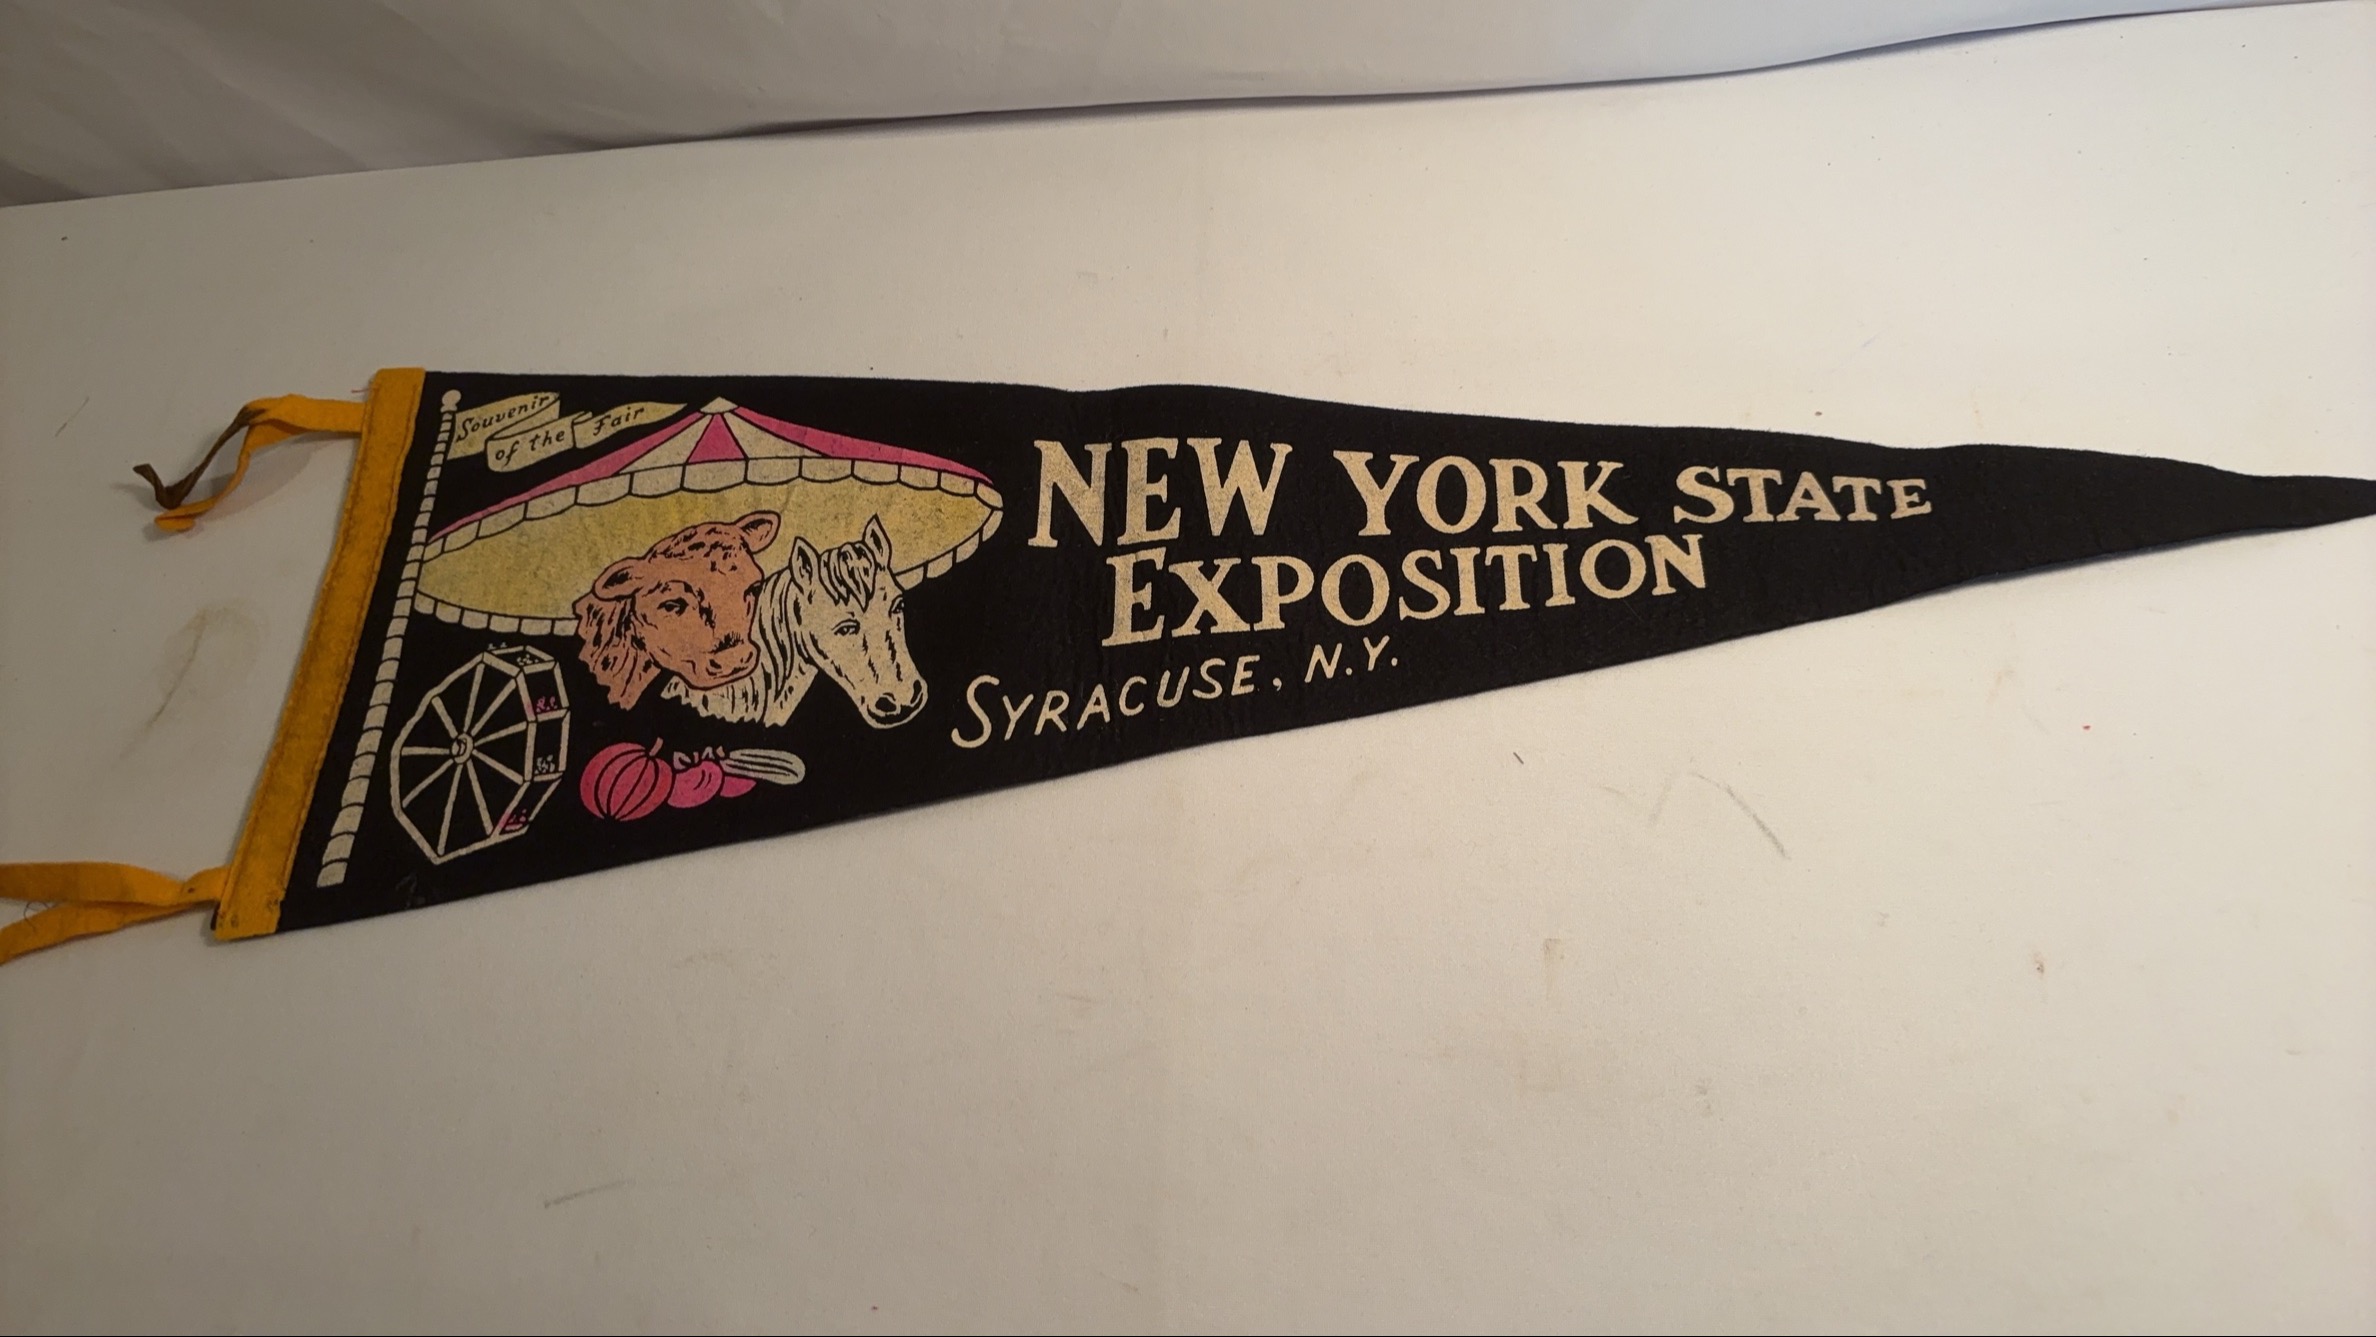 Souvenir
of the Fair
NEW YORK STATE
EXPOSITION
SYRACUSE, N.Y.